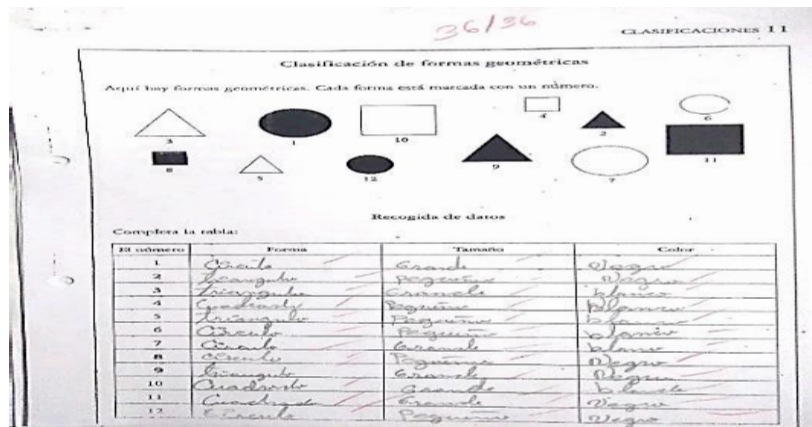 36/36
CLASIFICACIONES 11
Clasificación de formas geométricas
Aquí hay formas geométricas. Cada forma está marcada con un número.
3 1 10 4 2 6
8 5 12 9 7 11
Recogida de datos
Completa la tabla:
El número Forma Tamaño Color
1 Círculo Grande Negro
2 triangulo Pequeño Negro
3 triangulo Grande blanco
4 Cuadrado Pequeño Blanco
5 triángulo Pequeño blanco
6 Círculo Pequeño blanco
7 Círculo Grande blanco
8 Círculo Pequeño Negro
9 triangulo Grande Negro
10 Cuadrado Grande
11 Cuadrado Grande Negro
12 Círculo Pequeño Negro